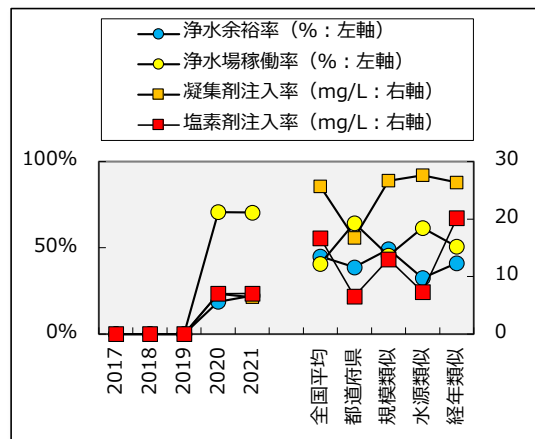 浄水余裕率（%：左軸）
浄水場稼働率（%：左軸）
凝集剤注入率（mg/L：右軸）
塩素剤注入率（mg/L：右軸）
100%
50%
0%
30
20
10
0
2017
2018
2019
2020
2021
全国平均
都道府県
規模類似
水源類似
経年類似